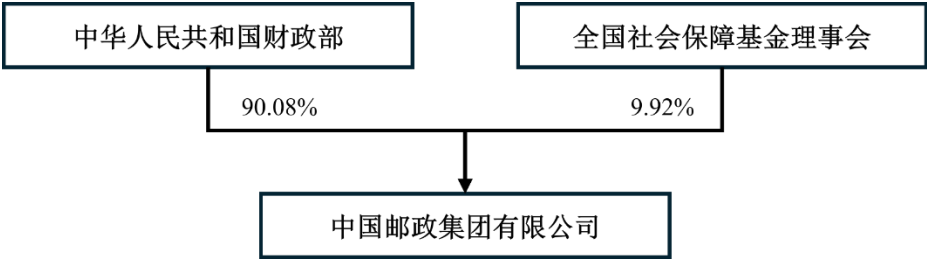 中华人民共和国财政部
全国社会保障基金理事会
90.08%
9.92%
中国邮政集团有限公司